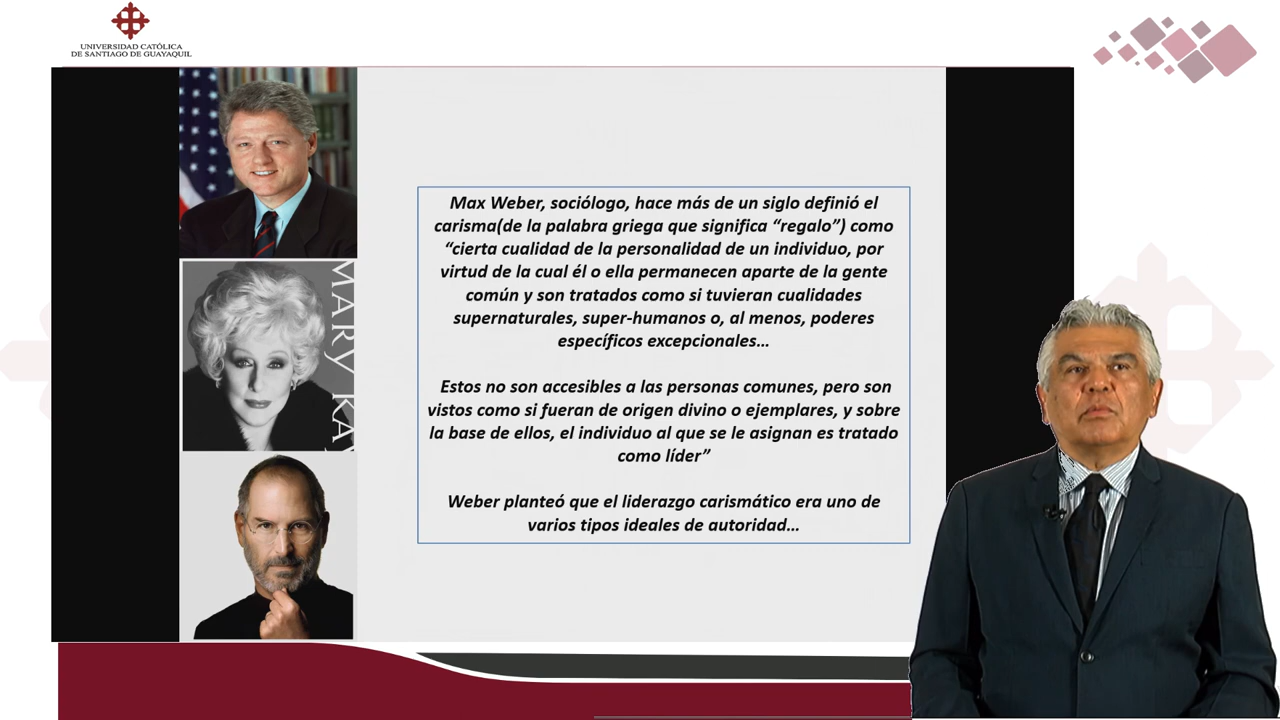 UNIVERSIDAD CATÓLICA
DE SANTIAGO DE GUAYAQUIL
MARY KA
Max Weber, sociólogo, hace más de un siglo definió el
carisma(de la palabra griega que significa “regalo”) como
“cierta cualidad de la personalidad de un individuo, por
virtud de la cual él o ella permanecen aparte de la gente
común y son tratados como si tuvieran cualidades
supernaturales, super-humanos o, al menos, poderes
específicos excepcionales…
Estos no son accesibles a las personas comunes, pero son
vistos como si fueran de origen divino o ejemplares, y sobre
la base de ellos, el individuo al que se le asignan es tratado
como líder”
Weber planteó que el liderazgo carismático era uno de
varios tipos ideales de autoridad…